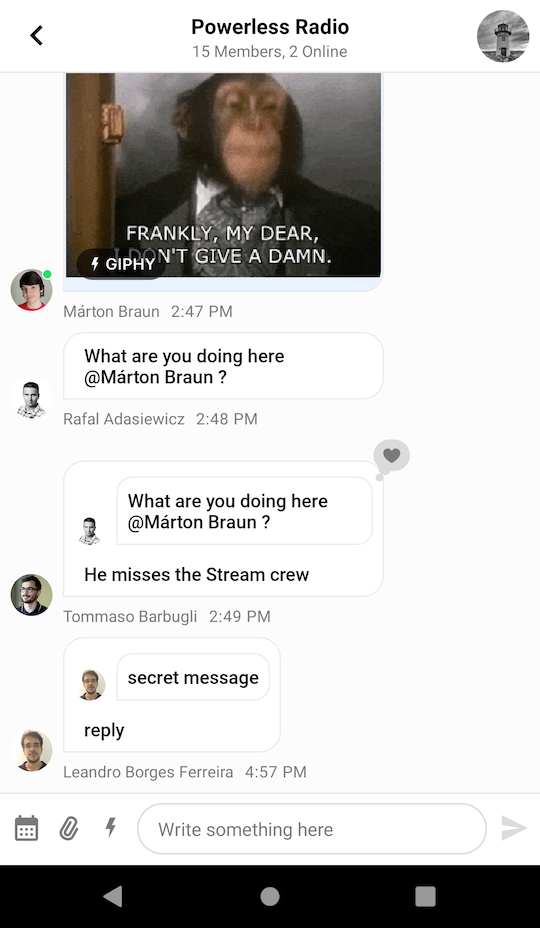 Powerless Radio
15 Members, 2 Online
FRANKLY, MY DEAR,
I DON'T GIVE A DAMN.
GIPHY
Márton Braun 2:47 PM
What are you doing here
@Márton Braun ?
Rafal Adasiewicz 2:48 PM
What are you doing here
@Márton Braun ?
He misses the Stream crew
Tommaso Barbugli 2:49 PM
secret message
reply
Leandro Borges Ferreira 4:57 PM
Write something here